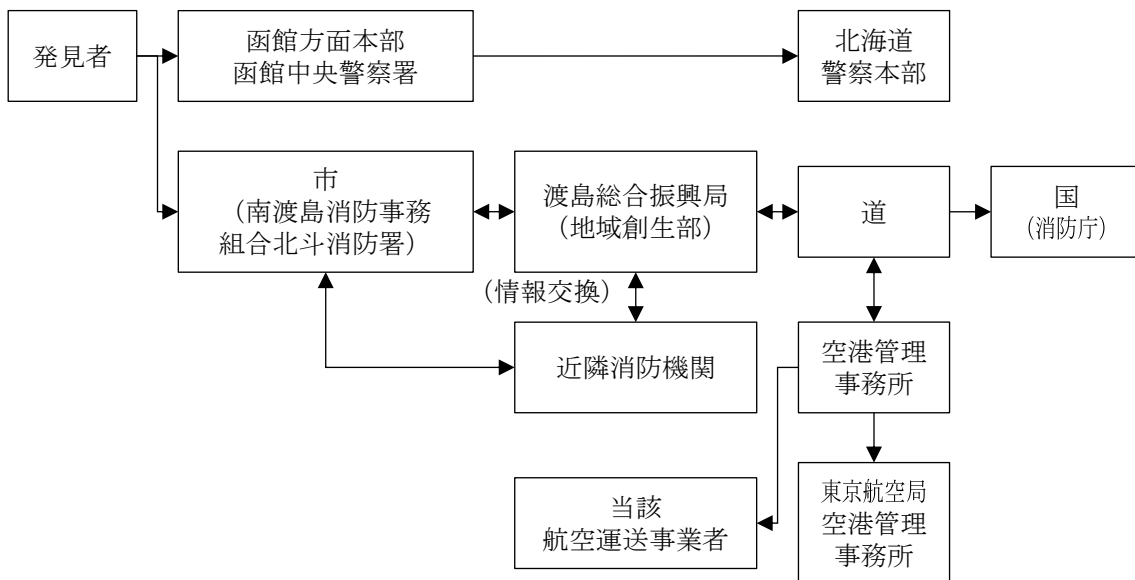 発見者
函館方面本部
函館中央警察署
北海道
警察本部
市
（南渡島消防事務
組合北斗消防署）
渡島総合振興局
（地域創生部）
道
国
（消防庁）
（情報交換）
近隣消防機関
空港管理
事務所
当該
航空運送事業者
東京航空局
空港管理
事務所